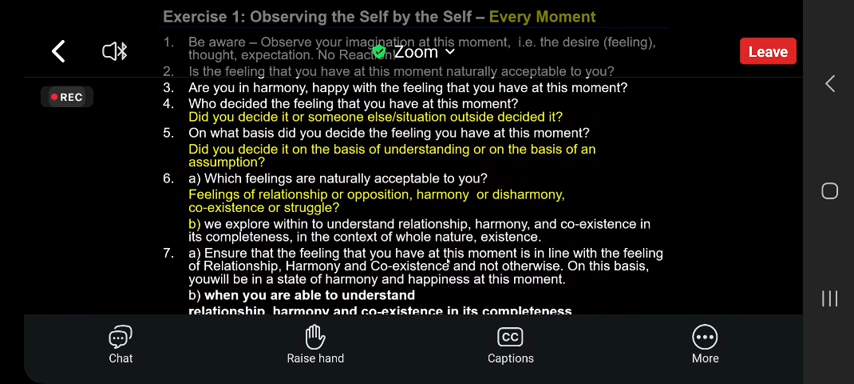 Exercise 1: Observing the Self by the Self – Every Moment
1. Be aware – Observe your imagination at this moment, i.e. the desire (feeling),
thought, expectation. No Reaction!
Zoom
Leave
2. Is the feeling that you have at this moment naturally acceptable to you?
3. Are you in harmony, happy with the feeling that you have at this moment?
REC
4. Who decided the feeling that you have at this moment?
Did you decide it or someone else/situation outside decided it?
5. On what basis did you decide the feeling you have at this moment?
Did you decide it on the basis of understanding or on the basis of an
assumption?
6. a) Which feelings are naturally acceptable to you?
Feelings of relationship or opposition, harmony or disharmony,
co-existence or struggle?
b) we explore within to understand relationship, harmony, and co-existence in
its completeness, in the context of whole nature, existence.
7. a) Ensure that the feeling that you have at this moment is in line with the feeling
of Relationship, Harmony and Co-existence and not otherwise. On this basis,
youwill be in a state of harmony and happiness at this moment.
b) when you are able to understand
relationship, harmony and co-existence in its completeness
Chat
Raise hand
CC
Captions
More